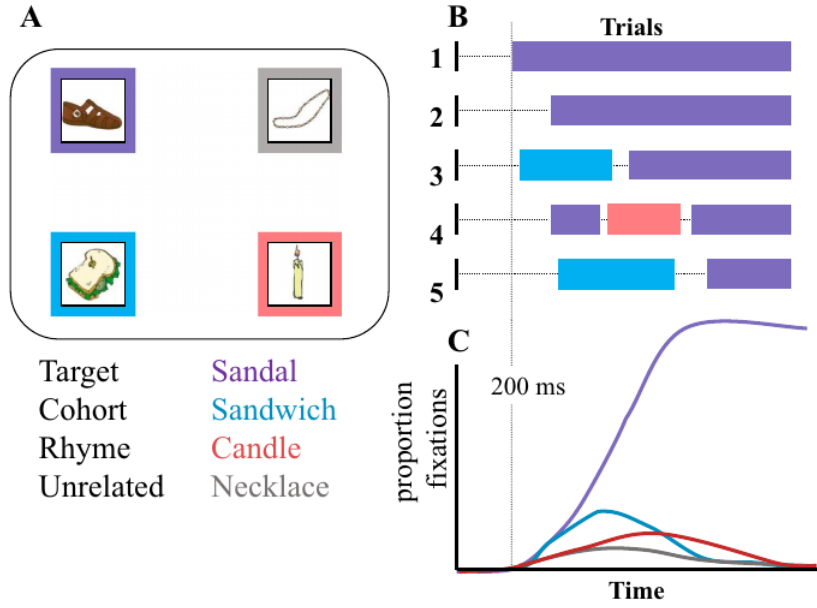 A
B
Trials
1
2
3
4
5
C
200 ms
proportion
fixations
Time
Target Sandal
Cohort Sandwich
Rhyme Candle
Unrelated Necklace